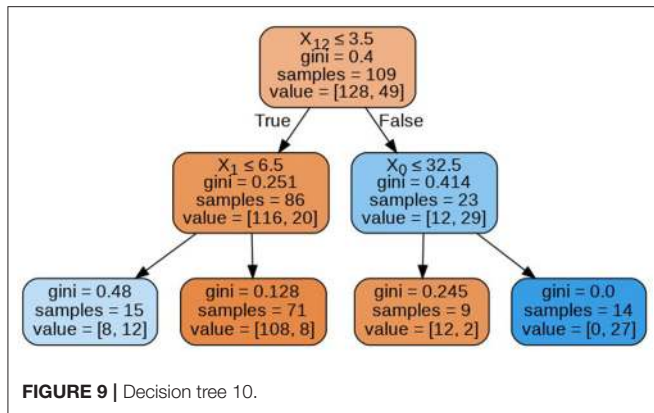 X12 ≤ 3.5
gini = 0.4
samples = 109
value = [128, 49]
True
False
X1 ≤ 6.5
gini = 0.251
samples = 86
value = [116, 20]
X0 ≤ 32.5
gini = 0.414
samples = 23
value = [12, 29]
gini = 0.48
samples = 15
value = [8, 12]
gini = 0.128
samples = 71
value = [108, 8]
gini = 0.245
samples = 9
value = [12, 2]
gini = 0.0
samples = 14
value = [0, 27]
FIGURE 9 | Decision tree 10.